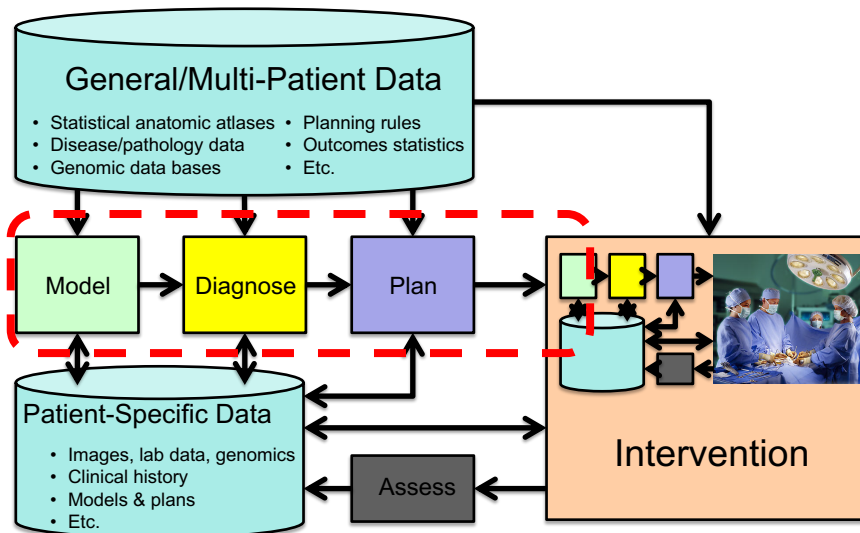 General/Multi-Patient Data
• Statistical anatomic atlases
• Disease/pathology data
• Genomic data bases
• Planning rules
• Outcomes statistics
• Etc.
Model
Diagnose
Plan
Patient-Specific Data
• Images, lab data, genomics
• Clinical history
• Models & plans
• Etc.
Assess
Intervention